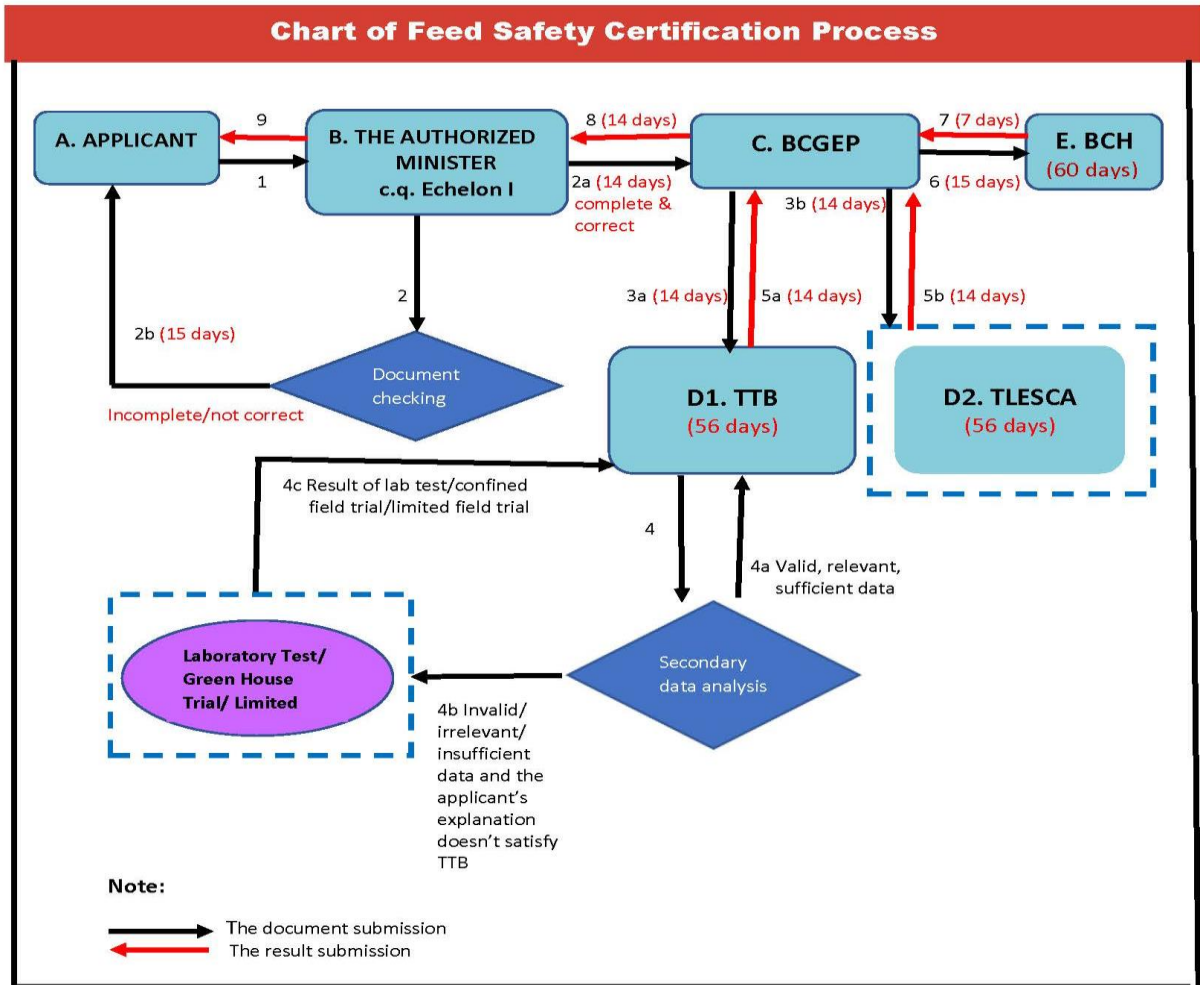 Chart of Feed Safety Certification Process
A. APPLICANT
9
1
B. THE AUTHORIZED
MINISTER
c.q. Echelon I
8 (14 days)
2a (14 days)
complete &
correct
C. BCGEP
7 (7 days)
6 (15 days)
E. BCH
(60 days)
3b (14 days)
2
3a (14 days)
5a (14 days)
5b (14 days)
2b (15 days)
Incomplete/not correct
Document
checking
D1. TTB
(56 days)
D2. TLESCA
(56 days)
4c Result of lab test/confined
field trial/limited field trial
4
4a Valid, relevant,
sufficient data
Laboratory Test/
Green House
Trial/ Limited
Secondary
data analysis
4b Invalid/
irrelevant/
insufficient
data and the
applicant's
explanation
doesn't satisfy
TTB
Note:
The document submission
The result submission